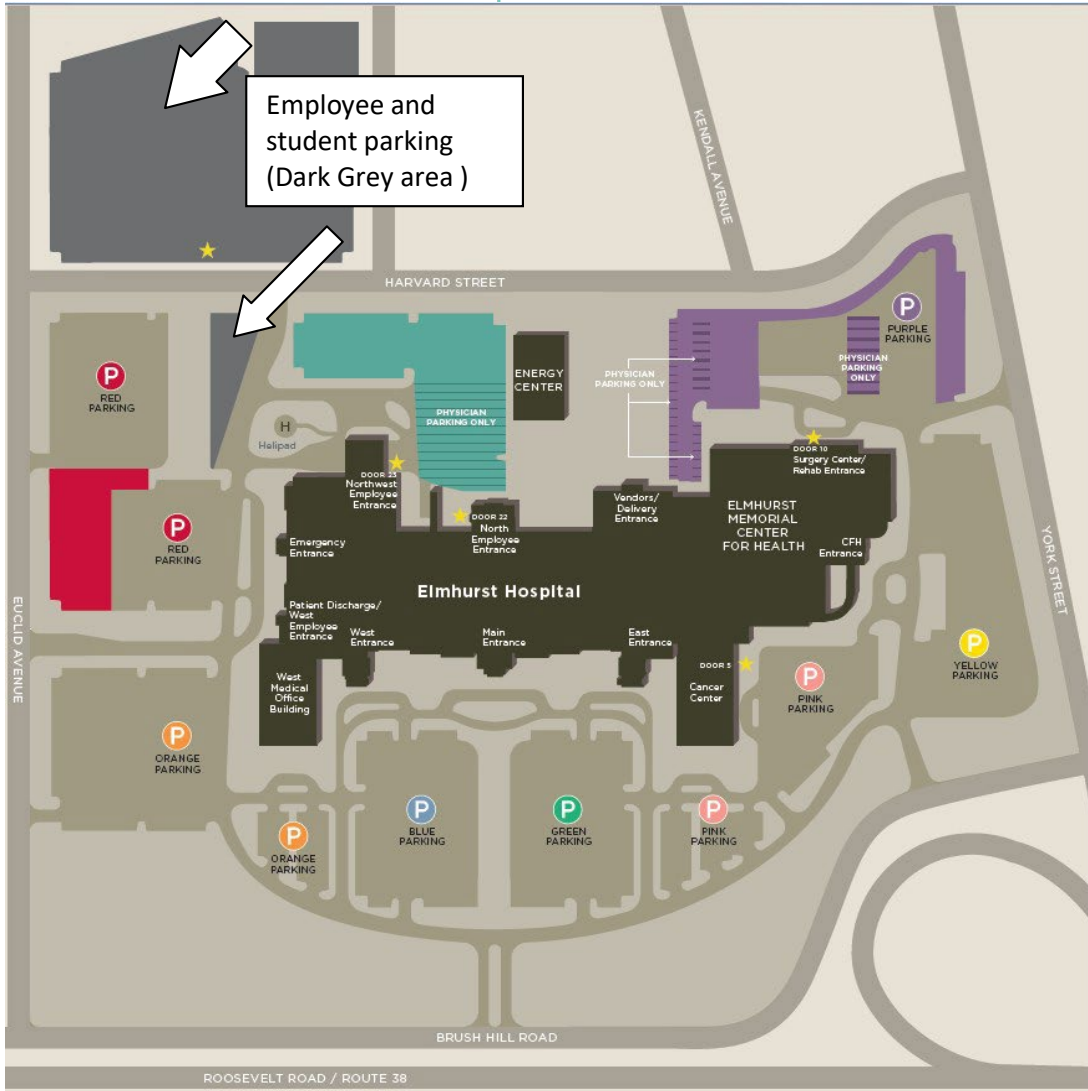 Employee and
student parking
(Dark Grey area )
KENDALL AVENUE
HARVARD STREET
P
PURPLE
PARKING
P
RED
PARKING
ENERGY
CENTER
PHYSICIAN
PARKING ONLY
PHYSICIAN
PARKING
ONLY
PHYSICIAN
PARKING ONLY
H
Helipad
DOOR 23
Northwest
Employee
Entrance
DOOR 10
Surgery Center/
Rehab Entrance
Vendors/
Delivery
Entrance
DOOR 22
North
Employee
Entrance
ELMHURST
MEMORIAL
CENTER
FOR HEALTH
P
RED
PARKING
Emergency
Entrance
CFH
Entrance
YORK STREET
Elmhurst Hospital
EUCLID AVENUE
Patient Discharge/
West
Employee
Entrance
West
Entrance
Main
Entrance
East
Entrance
P
YELLOW
PARKING
DOOR 5
P
PINK
PARKING
West
Medical
Office
Building
Cancer
Center
P
ORANGE
PARKING
P
BLUE
PARKING
P
GREEN
PARKING
P
PINK
PARKING
P
ORANGE
PARKING
BRUSH HILL ROAD
ROOSEVELT ROAD / ROUTE 38